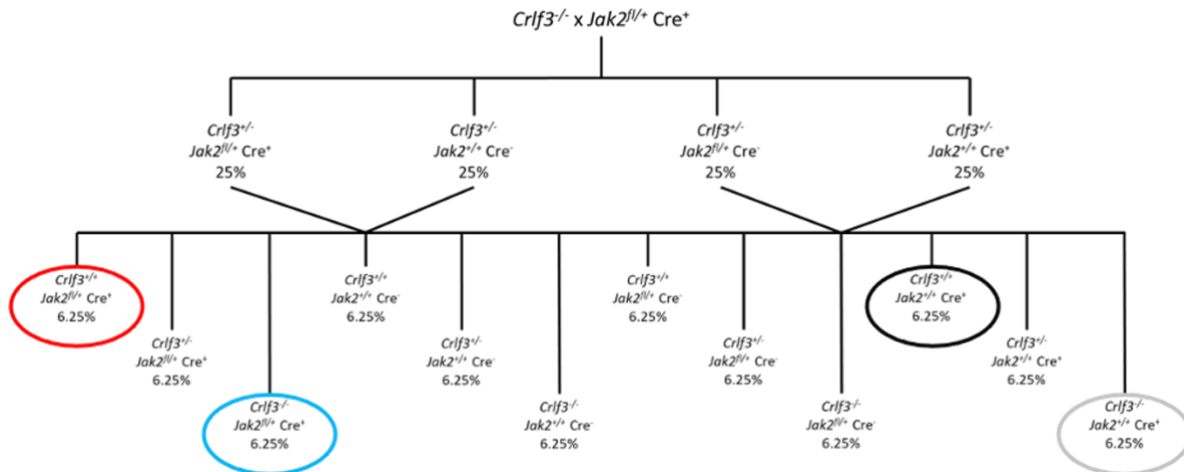 Crlf3-/- x Jak2fl/+ Cre+
Crlf3+/-
Jak2fl/+ Cre+
25%
Crlf3+/-
Jak2+/+ Cre-
25%
Crlf3+/-
Jak2fl/+ Cre-
25%
Crlf3+/-
Jak2+/+ Cre+
25%
Crlf3+/+
Jak2fl/+ Cre+
6.25%
Crlf3+/-
Jak2fl/+ Cre+
6.25%
Crlf3-/-
Jak2fl/+ Cre+
6.25%
Crlf3+/+
Jak2+/+ Cre-
6.25%
Crlf3+/-
Jak2+/+ Cre-
6.25%
Crlf3-/-
Jak2+/+ Cre-
6.25%
Crlf3+/+
Jak2fl/+ Cre-
6.25%
Crlf3+/-
Jak2fl/+ Cre-
6.25%
Crlf3-/-
Jak2fl/+ Cre-
6.25%
Crlf3+/+
Jak2+/+ Cre+
6.25%
Crlf3+/-
Jak2+/+ Cre+
6.25%
Crlf3-/-
Jak2+/+ Cre+
6.25%